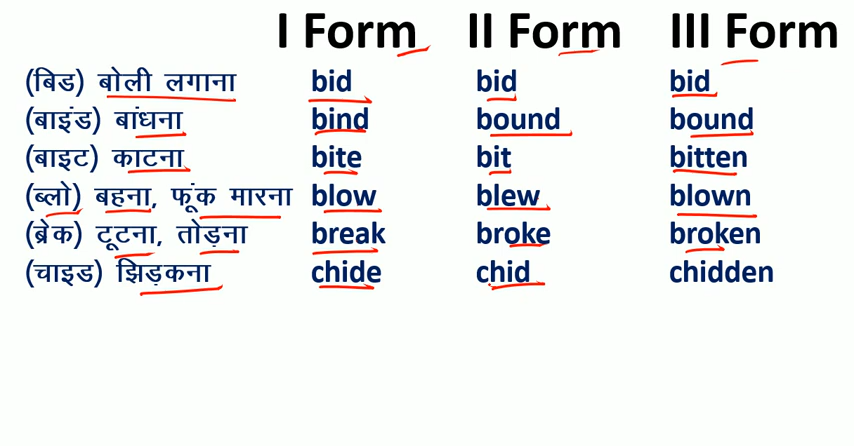 I Form II Form III Form
(बिड) बोली लगाना bid bid bid
(बाइंड) बांधना bind bound bound
(बाइट) काटना bite bit bitten
(ब्लो) बहना, फूंक मारना blow blew blown
(ब्रेक) टूटना, तोड़ना break broke broken
(चाइड) झिड़कना chide chid chidden